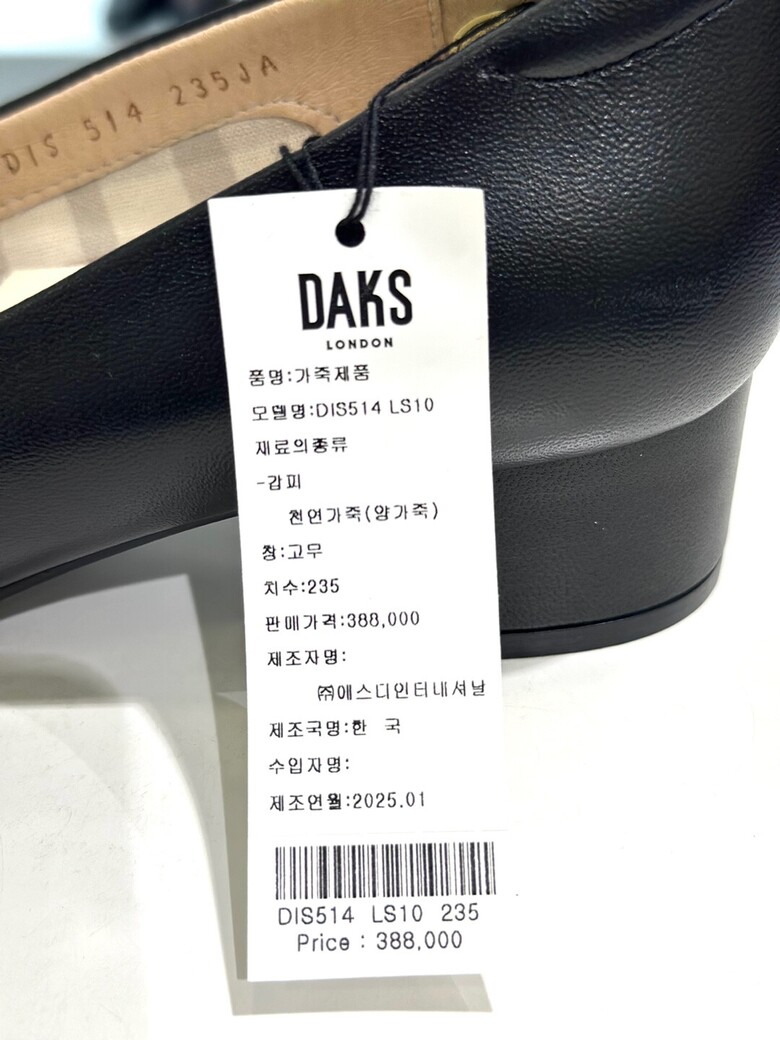 DIS 514 235JA
DAKS
LONDON
품명:가죽제품
모델명:DIS514 LS10
재료의종류
-갑피
천연가죽(양가죽)
창:고무
치수:235
판매가격:388,000
제조자명:
㈜에스디인터내셔날
제조국명:한 국
수입자명:
제조연월:2025.01
DIS514 LS10 235
Price : 388,000